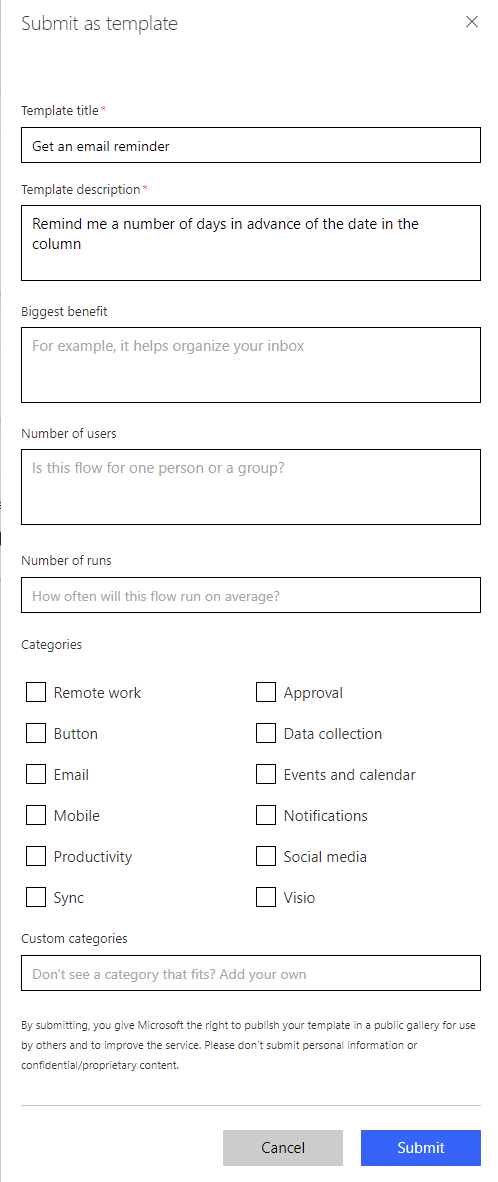 Submit as template
Template title*
Get an email reminder
Template description*
Remind me a number of days in advance of the date in the
column
Biggest benefit
For example, it helps organize your inbox
Number of users
Is this flow for one person or a group?
Number of runs
How often will this flow run on average?
Categories
Remote work
Approval
Button
Data collection
Email
Events and calendar
Mobile
Notifications
Productivity
Social media
Sync
Visio
Custom categories
Don't see a category that fits? Add your own
By submitting, you give Microsoft the right to publish your template in a public gallery for use
by others and to improve the service. Please don't submit personal information or
confidential/proprietary content.
Cancel
Submit